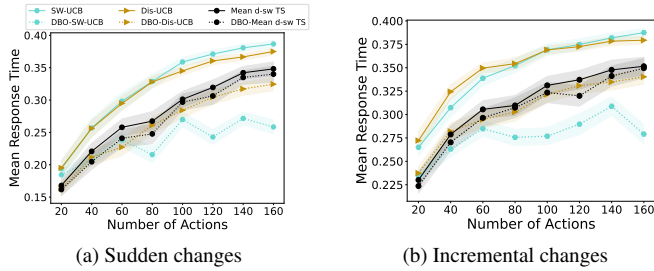 SW-UCB Dis-UCB Mean d-sw TS
DBO-SW-UCB DBO-Dis-UCB DBO-Mean d-sw TS
Mean Response Time
0.40
0.35
0.30
0.25
0.20
0.15
20 40 60 80 100 120 140 160
Number of Actions
(a) Sudden changes
Mean Response Time
0.400
0.375
0.350
0.325
0.300
0.275
0.250
0.225
20 40 60 80 100 120 140 160
Number of Actions
(b) Incremental changes